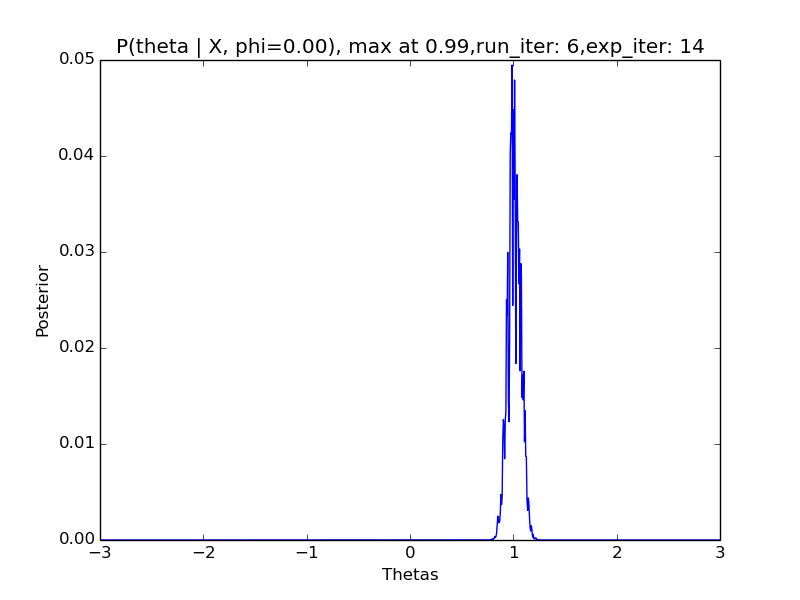 P(theta | X, phi=0.00), max at 0.99,run_iter: 6,exp_iter: 14
0.05
0.04
0.03
0.02
0.01
0.00
Posterior
−3 −2 −1 0 1 2 3
Thetas